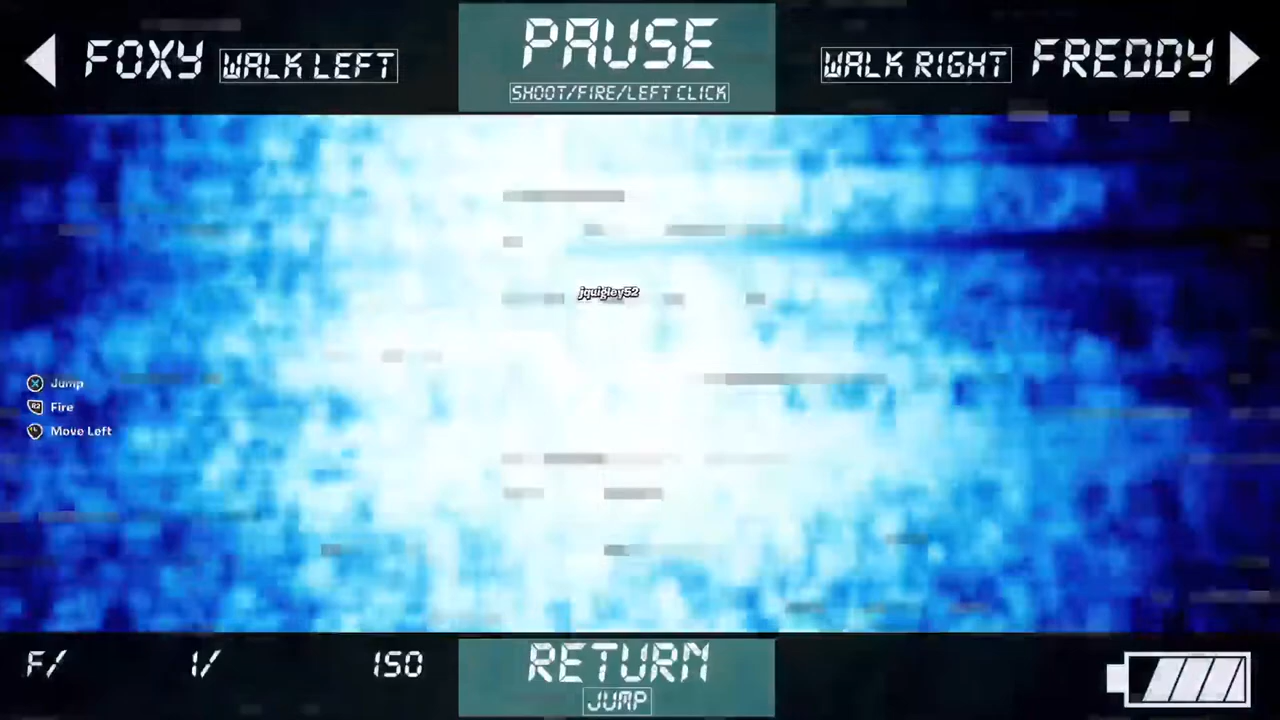 FOXY WALK LEFT
PAUSE
SHOOT/FIRE/LEFT CLICK
WALK RIGHT FREDDY
jquigley52
Jump
R2 Fire
L Move Left
F/ 1/ ISO
RETURN
JUMP